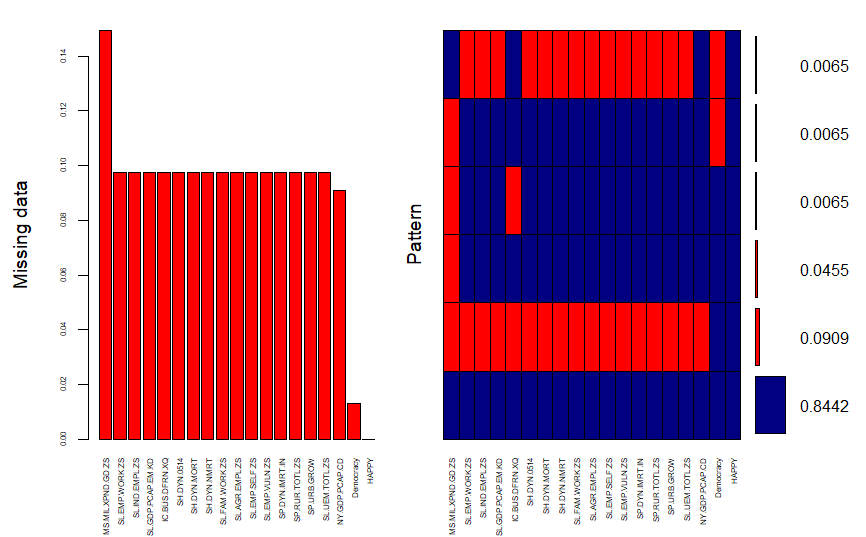 Missing data
0.00
0.02
0.04
0.06
0.08
0.10
0.12
0.14
MS.MIL.XPND.GD.ZS
SL.EMP.WORK.ZS
SL.IND.EMPL.ZS
SL.GDP.PCAP.EM.KD
IC.BUS.DFRN.XQ
SH.DYN.0514
SH.DYN.MORT
SH.DYN.NMRT
SL.FAM.WORK.ZS
SL.AGR.EMPL.ZS
SL.EMP.SELF.ZS
SL.EMP.VULN.ZS
SP.DYN.IMRT.IN
SP.RUR.TOTL.ZS
SP.URB.GROW
SL.UEM.TOTL.ZS
NY.GDP.PCAP.CD
Democracy
HAPPY
Pattern
MS.MIL.XPND.GD.ZS
SL.EMP.WORK.ZS
SL.IND.EMPL.ZS
SL.GDP.PCAP.EM.KD
IC.BUS.DFRN.XQ
SH.DYN.0514
SH.DYN.MORT
SH.DYN.NMRT
SL.FAM.WORK.ZS
SL.AGR.EMPL.ZS
SL.EMP.SELF.ZS
SL.EMP.VULN.ZS
SP.DYN.IMRT.IN
SP.RUR.TOTL.ZS
SP.URB.GROW
SL.UEM.TOTL.ZS
NY.GDP.PCAP.CD
Democracy
HAPPY
0.0065
0.0065
0.0065
0.0455
0.0909
0.8442